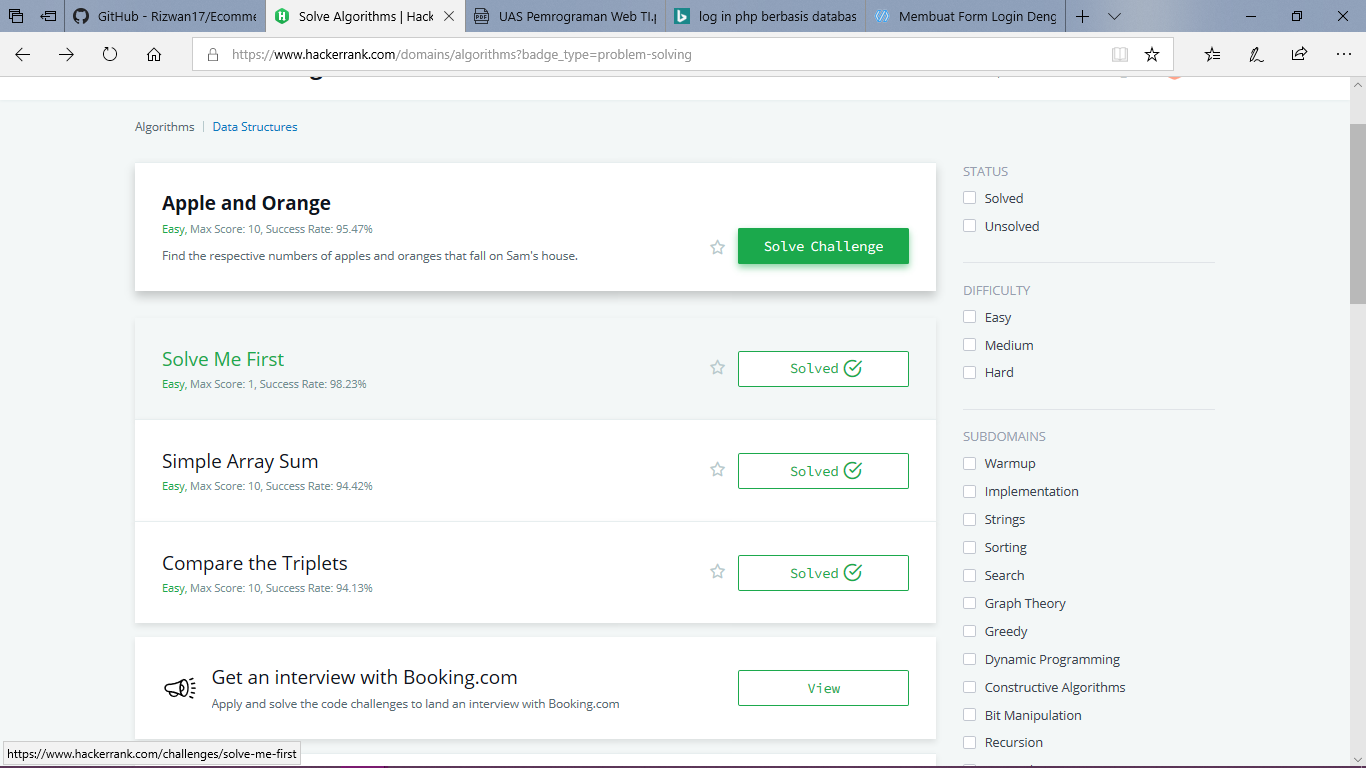 GitHub - Rizwan17/Ecomme
Solve Algorithms | Hack
UAS Pemrograman Web TI.p
log in php berbasis databas
Membuat Form Login Deng
https://www.hackerrank.com/domains/algorithms?badge_type=problem-solving
Algorithms | Data Structures
Apple and Orange
Easy, Max Score: 10, Success Rate: 95.47%
Find the respective numbers of apples and oranges that fall on Sam's house.
Solve Challenge
Solve Me First
Easy, Max Score: 1, Success Rate: 98.23%
Solved
Simple Array Sum
Easy, Max Score: 10, Success Rate: 94.42%
Solved
Compare the Triplets
Easy, Max Score: 10, Success Rate: 94.13%
Solved
Get an interview with Booking.com
Apply and solve the code challenges to land an interview with Booking.com
View
STATUS
Solved
Unsolved
DIFFICULTY
Easy
Medium
Hard
SUBDOMAINS
Warmup
Implementation
Strings
Sorting
Search
Graph Theory
Greedy
Dynamic Programming
Constructive Algorithms
Bit Manipulation
Recursion
https://www.hackerrank.com/challenges/solve-me-first